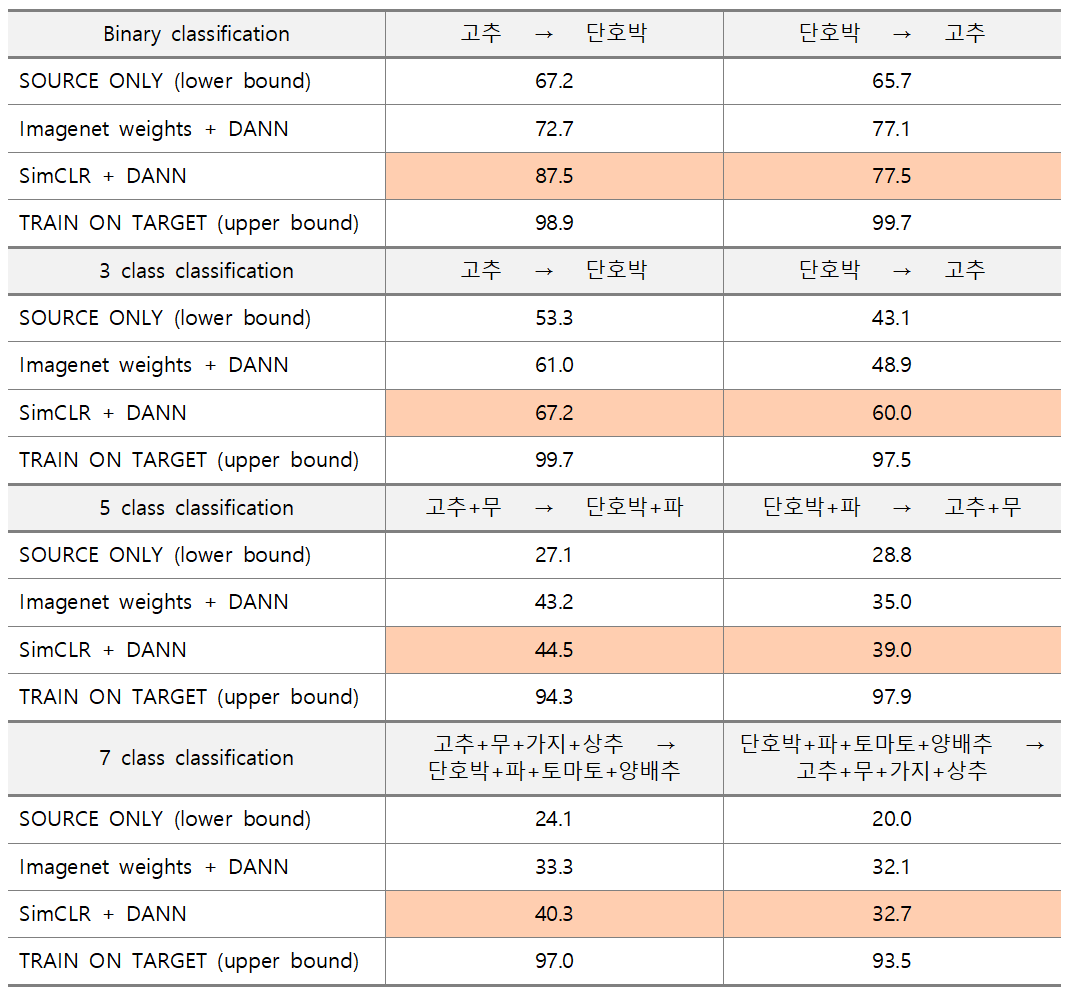 Binary classification 고추 → 단호박 단호박 → 고추
SOURCE ONLY (lower bound) 67.2 65.7
Imagenet weights + DANN 72.7 77.1
SimCLR + DANN 87.5 77.5
TRAIN ON TARGET (upper bound) 98.9 99.7
3 class classification 고추 → 단호박 단호박 → 고추
SOURCE ONLY (lower bound) 53.3 43.1
Imagenet weights + DANN 61.0 48.9
SimCLR + DANN 67.2 60.0
TRAIN ON TARGET (upper bound) 99.7 97.5
5 class classification 고추+무 → 단호박+파 단호박+파 → 고추+무
SOURCE ONLY (lower bound) 27.1 28.8
Imagenet weights + DANN 43.2 35.0
SimCLR + DANN 44.5 39.0
TRAIN ON TARGET (upper bound) 94.3 97.9
7 class classification
고추+무+가지+상추 →
단호박+파+토마토+양배추
단호박+파+토마토+양배추 →
고추+무+가지+상추
SOURCE ONLY (lower bound) 24.1 20.0
Imagenet weights + DANN 33.3 32.1
SimCLR + DANN 40.3 32.7
TRAIN ON TARGET (upper bound) 97.0 93.5